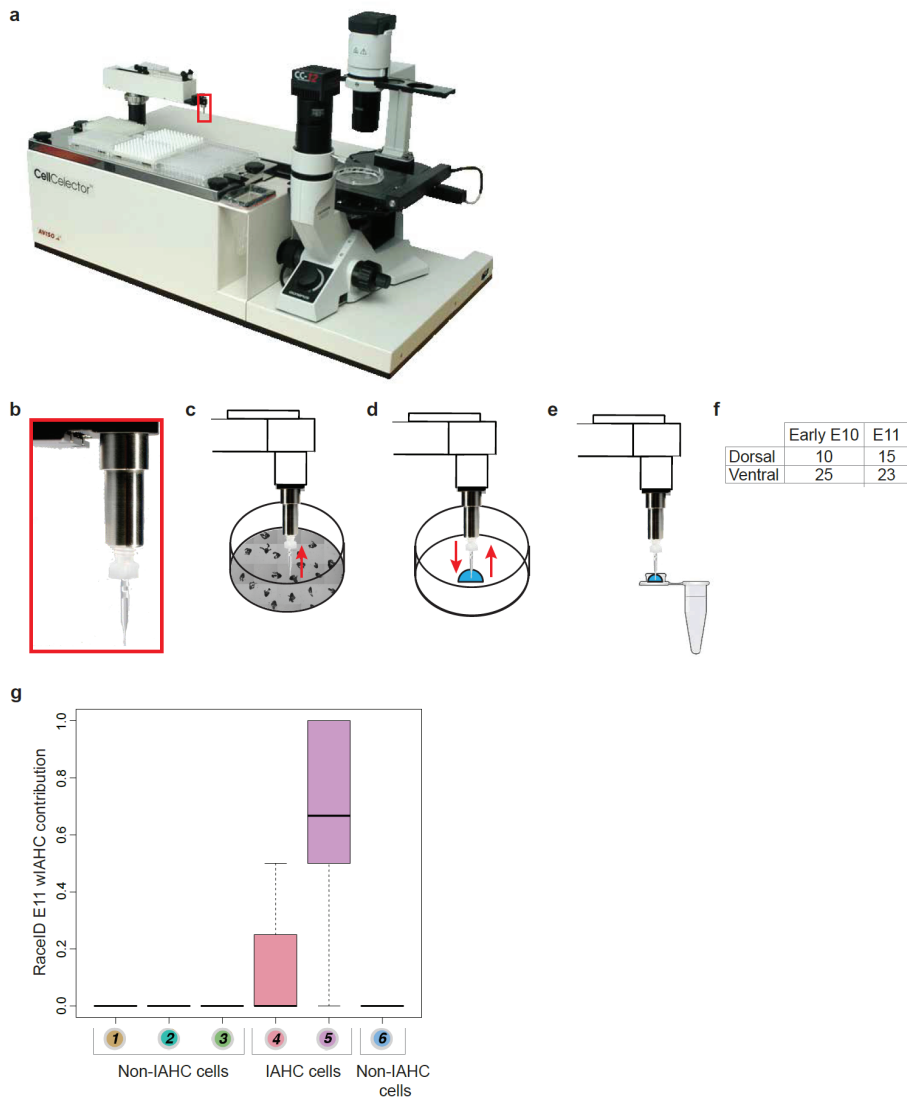 a
CC-12
CellCelector
AVISO
b
c
d
e
f
Early E10 E11
Dorsal 10 15
Ventral 25 23
g
RaceID E11 wIAHC contribution
1.0
0.8
0.6
0.4
0.2
0.0
1 2 3 4 5 6
Non-IAHC cells IAHC cells Non-IAHC
cells